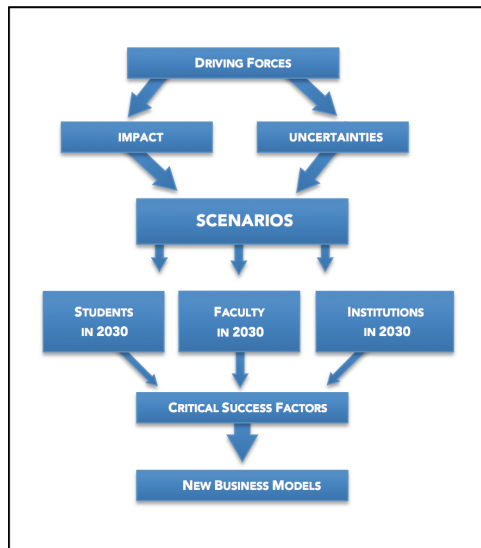 DRIVING FORCES
IMPACT
UNCERTAINTIES
SCENARIOS
STUDENTS
IN 2030
FACULTY
IN 2030
INSTITUTIONS
IN 2030
CRITICAL SUCCESS FACTORS
NEW BUSINESS MODELS